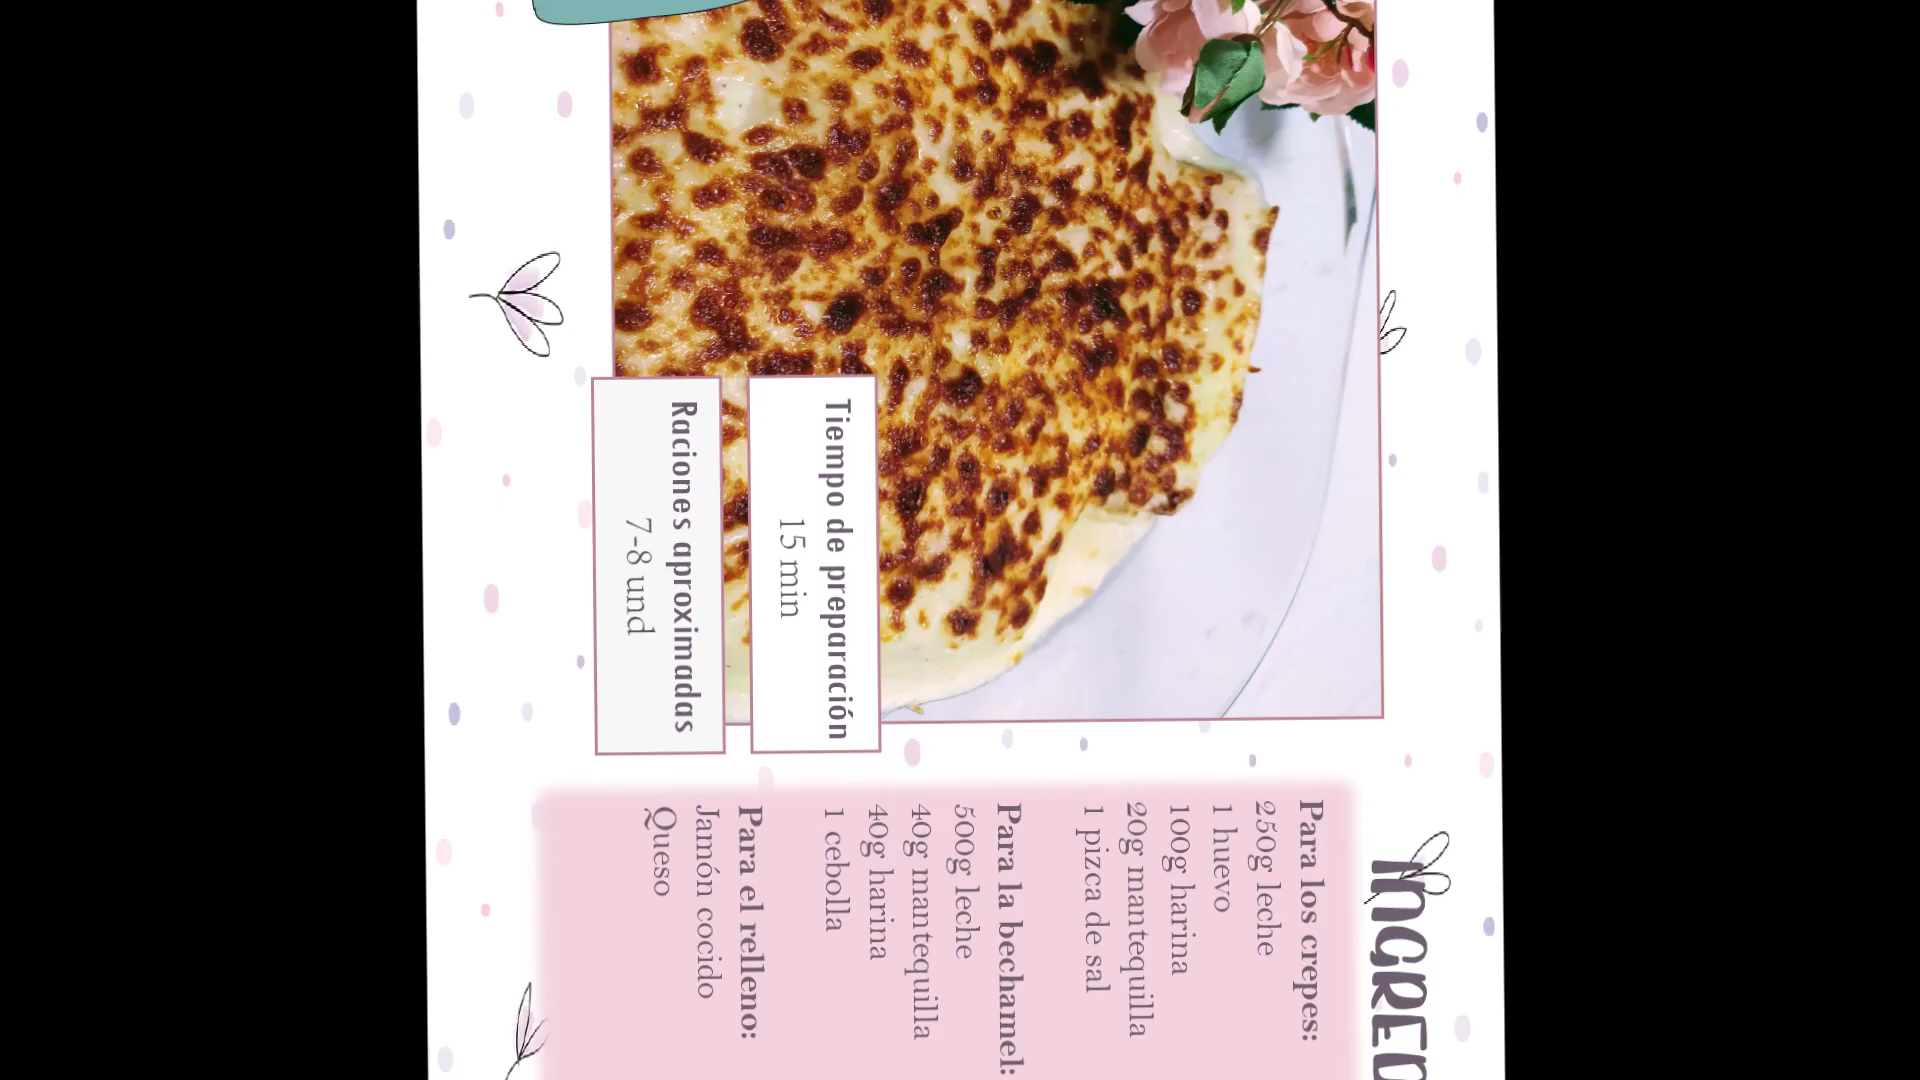 Tiempo de preparación
15 min
Raciones aproximadas
7-8 und
INGRED
Para los crepes:
250g leche
1 huevo
100g harina
20g mantequilla
1 pizca de sal
Para la bechamel:
500g leche
40g mantequilla
40g harina
1 cebolla
Para el relleno:
Jamón cocido
Queso